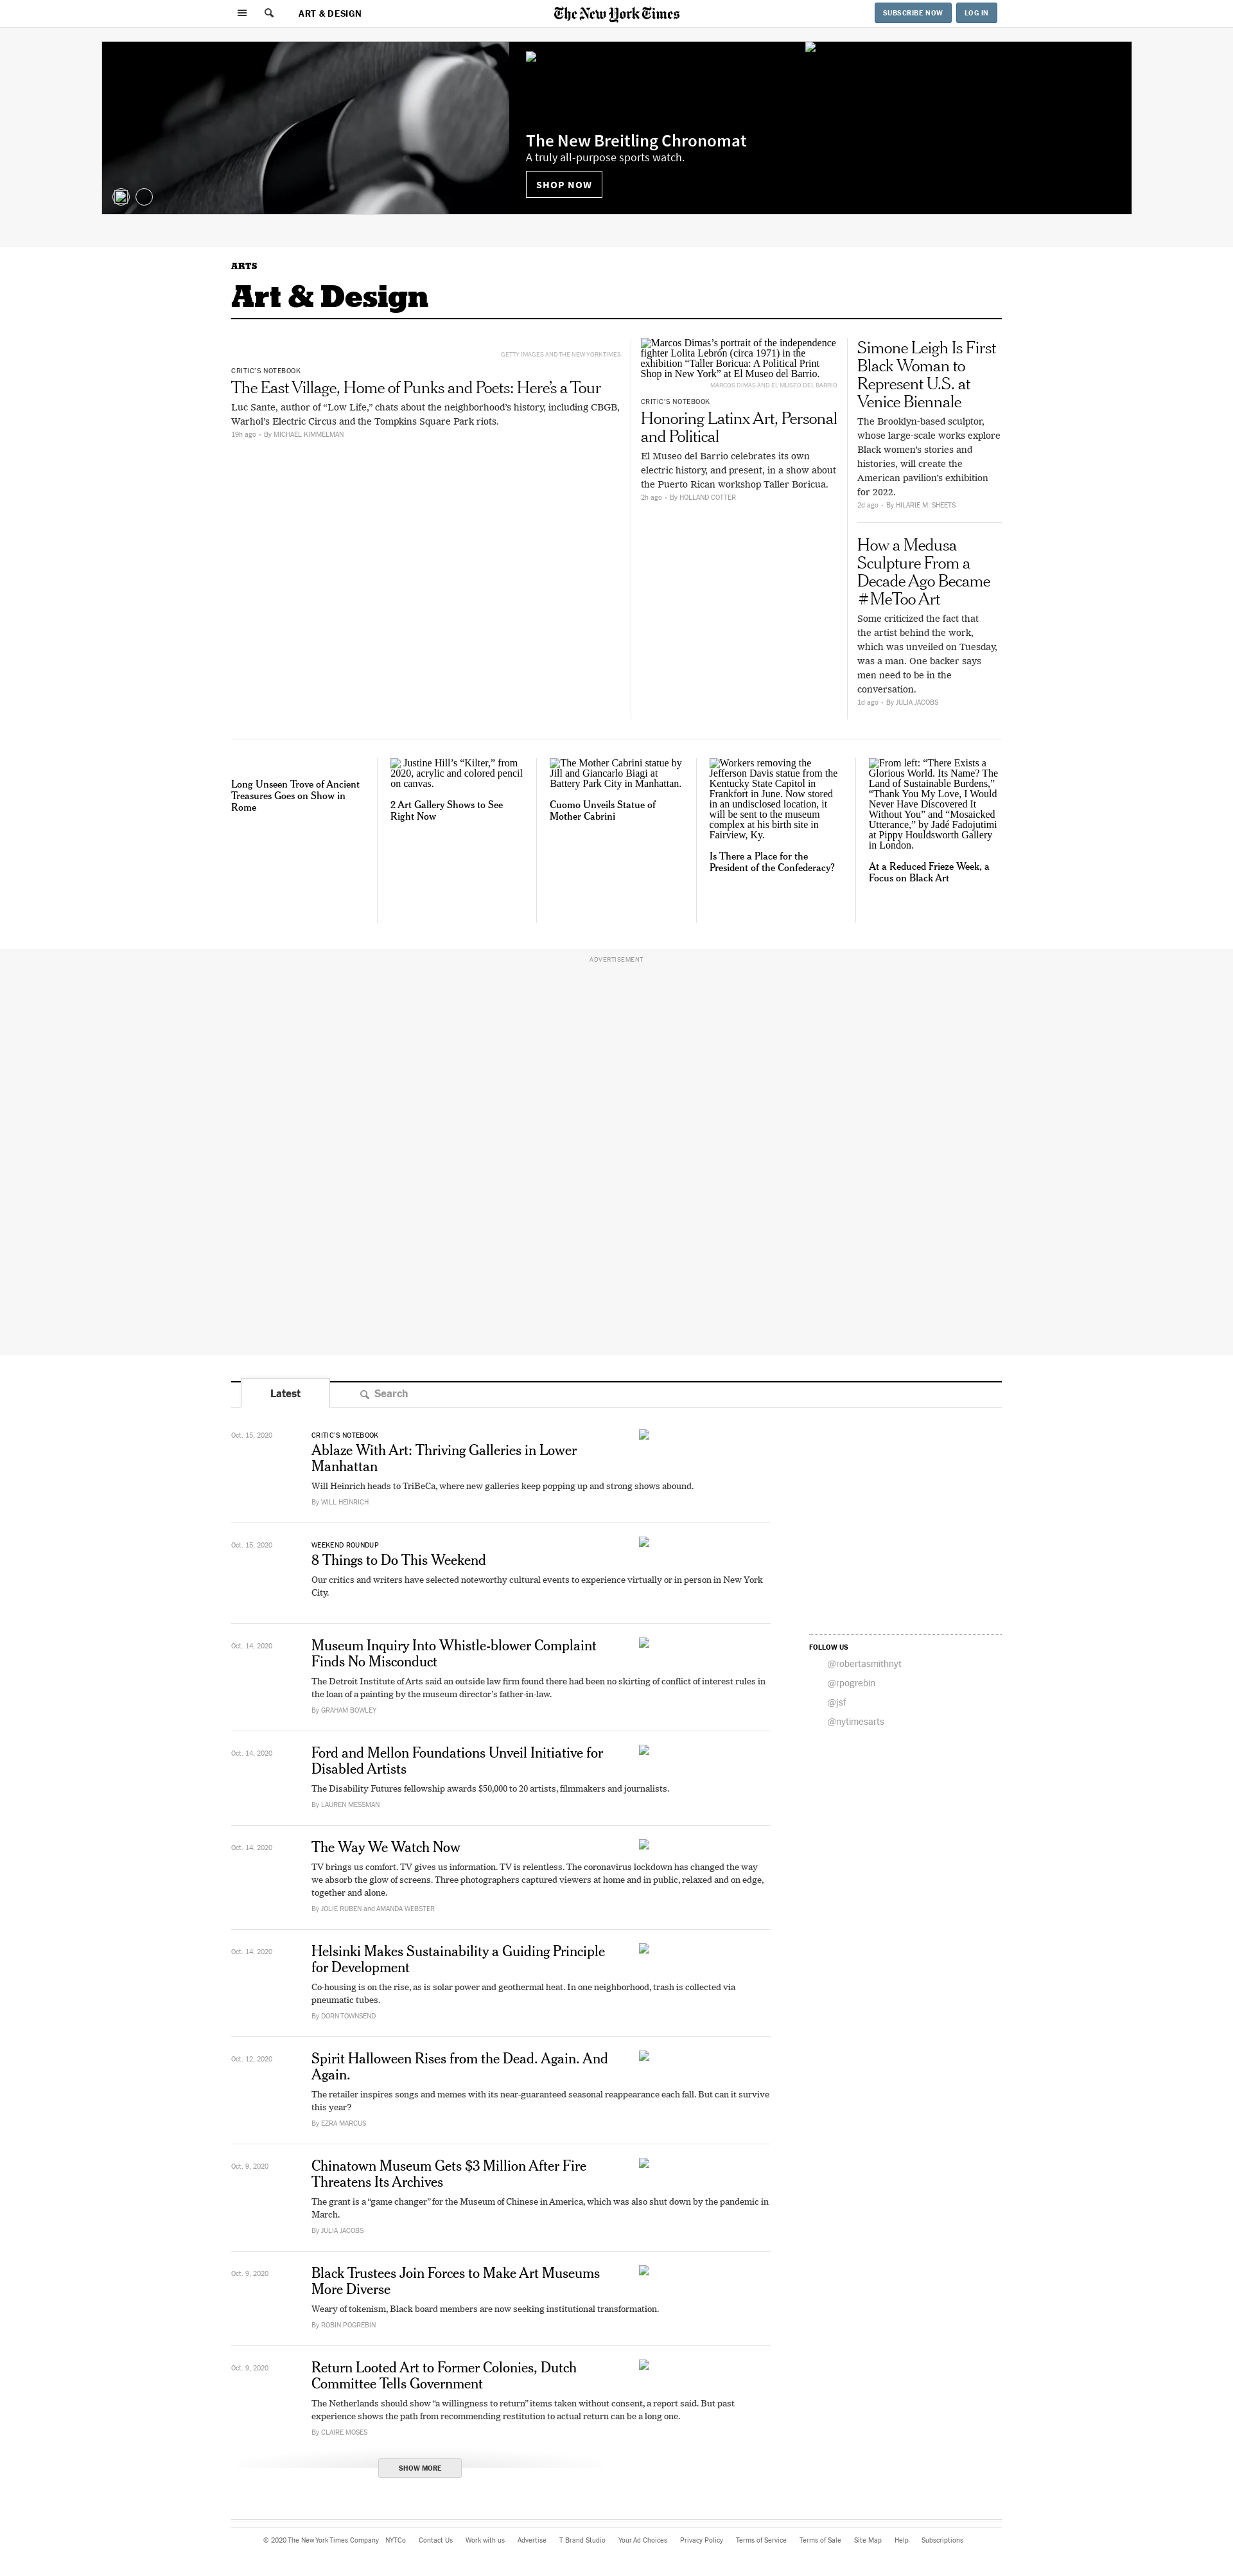 ART & DESIGN
The New York Times
SUBSCRIBE NOW
LOG IN
The New Breitling Chronomat
A truly all-purpose sports watch.
SHOP NOW
ARTS
Art & Design
GETTY IMAGES AND THE NEW YORK TIMES
CRITIC'S NOTEBOOK
The East Village, Home of Punks and Poets: Here’s a Tour
Luc Sante, author of “Low Life,” chats about the neighborhood’s history, including CBGB,
Warhol’s Electric Circus and the Tompkins Square Park riots.
19h ago • By MICHAEL KIMMELMAN
Marcos Dimas’s portrait of the independence
fighter Lolita Lebrón (circa 1971) in the
exhibition “Taller Boricua: A Political Print
Shop in New York” at El Museo del Barrio.
MARCOS DIMAS AND EL MUSEO DEL BARRIO
CRITIC’S NOTEBOOK
Honoring Latinx Art, Personal
and Political
El Museo del Barrio celebrates its own
electric history, and present, in a show about
the Puerto Rican workshop Taller Boricua.
2h ago • By HOLLAND COTTER
Simone Leigh Is First
Black Woman to
Represent U.S. at
Venice Biennale
The Brooklyn-based sculptor,
whose large-scale works explore
Black women’s stories and
histories, will create the
American pavilion’s exhibition
for 2022.
2d ago • By HILARIE M. SHEETS
How a Medusa
Sculpture From a
Decade Ago Became
#MeToo Art
Some criticized the fact that
the artist behind the work,
which was unveiled on Tuesday,
was a man. One backer says
men need to be in the
conversation.
1d ago • By JULIA JACOBS
Long Unseen Trove of Ancient
Treasures Goes on Show in
Rome
Justine Hill’s “Kilter,” from
2020, acrylic and colored pencil
on canvas.
2 Art Gallery Shows to See
Right Now
The Mother Cabrini statue by
Jill and Giancarlo Biagi at
Battery Park City in Manhattan.
Cuomo Unveils Statue of
Mother Cabrini
Workers removing the
Jefferson Davis statue from the
Kentucky State Capitol in
Frankfort in June. Now stored
in an undisclosed location, it
will be sent to the museum
complex at his birth site in
Fairview, Ky.
Is There a Place for the
President of the Confederacy?
From left: “There Exists a
Glorious World. Its Name? The
Land of Sustainable Burdens,”
“Thank You My Love, I Would
Never Have Discovered It
Without You” and “Mosaicked
Utterance,” by Jadé Fadojutimi
at Pippy Houldsworth Gallery
in London.
At a Reduced Frieze Week, a
Focus on Black Art
ADVERTISEMENT
Latest
Search
Oct. 15, 2020
CRITIC’S NOTEBOOK
Ablaze With Art: Thriving Galleries in Lower
Manhattan
Will Heinrich heads to TriBeCa, where new galleries keep popping up and strong shows abound.
By WILL HEINRICH
Oct. 15, 2020
WEEKEND ROUNDUP
8 Things to Do This Weekend
Our critics and writers have selected noteworthy cultural events to experience virtually or in person in New York
City.
Oct. 14, 2020
Museum Inquiry Into Whistle-blower Complaint
Finds No Misconduct
The Detroit Institute of Arts said an outside law firm found there had been no skirting of conflict of interest rules in
the loan of a painting by the museum director’s father-in-law.
By GRAHAM BOWLEY
FOLLOW US
@robertasmithnyt
@rpogrebin
@jsf
@nytimesarts
Oct. 14, 2020
Ford and Mellon Foundations Unveil Initiative for
Disabled Artists
The Disability Futures fellowship awards $50,000 to 20 artists, filmmakers and journalists.
By LAUREN MESSMAN
Oct. 14, 2020
The Way We Watch Now
TV brings us comfort. TV gives us information. TV is relentless. The coronavirus lockdown has changed the way
we absorb the glow of screens. Three photographers captured viewers at home and in public, relaxed and on edge,
together and alone.
By JOLIE RUBEN and AMANDA WEBSTER
Oct. 14, 2020
Helsinki Makes Sustainability a Guiding Principle
for Development
Co-housing is on the rise, as is solar power and geothermal heat. In one neighborhood, trash is collected via
pneumatic tubes.
By DORN TOWNSEND
Oct. 12, 2020
Spirit Halloween Rises from the Dead. Again. And
Again.
The retailer inspires songs and memes with its near-guaranteed seasonal reappearance each fall. But can it survive
this year?
By EZRA MARCUS
Oct. 9, 2020
Chinatown Museum Gets $3 Million After Fire
Threatens Its Archives
The grant is a “game changer” for the Museum of Chinese in America, which was also shut down by the pandemic in
March.
By JULIA JACOBS
Oct. 9, 2020
Black Trustees Join Forces to Make Art Museums
More Diverse
Weary of tokenism, Black board members are now seeking institutional transformation.
By ROBIN POGREBIN
Oct. 9, 2020
Return Looted Art to Former Colonies, Dutch
Committee Tells Government
The Netherlands should show “a willingness to return” items taken without consent, a report said. But past
experience shows the path from recommending restitution to actual return can be a long one.
By CLAIRE MOSES
SHOW MORE
© 2020 The New York Times Company NYTCo Contact Us Work with us Advertise T Brand Studio Your Ad Choices Privacy Policy Terms of Service Terms of Sale Site Map Help Subscriptions